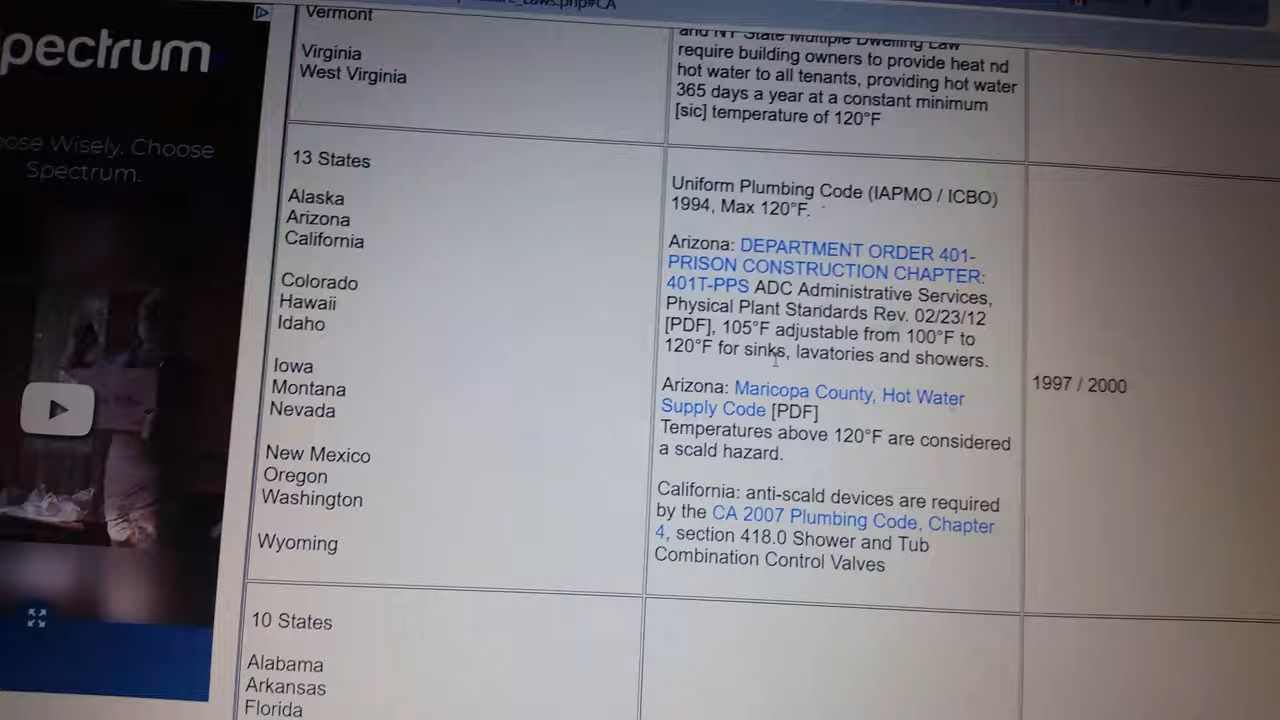 pectrum
ose Wisely. Choose
Spectrum.
Vermont
Virginia
West Virginia
and NY State Multiple Dwelling Law
require building owners to provide heat nd
hot water to all tenants, providing hot water
365 days a year at a constant minimum
[sic] temperature of 120°F
13 States
Alaska
Arizona
California
Colorado
Hawaii
Idaho
Iowa
Montana
Nevada
New Mexico
Oregon
Washington
Wyoming
Uniform Plumbing Code (IAPMO / ICBO)
1994, Max 120°F.
Arizona: DEPARTMENT ORDER 401-
PRISON CONSTRUCTION CHAPTER:
401T-PPS ADC Administrative Services,
Physical Plant Standards Rev. 02/23/12
[PDF], 105°F adjustable from 100°F to
120°F for sinks, lavatories and showers.
Arizona: Maricopa County, Hot Water
Supply Code [PDF]
Temperatures above 120°F are considered
a scald hazard.
California: anti-scald devices are required
by the CA 2007 Plumbing Code, Chapter
4, section 418.0 Shower and Tub
Combination Control Valves
1997 / 2000
10 States
Alabama
Arkansas
Florida